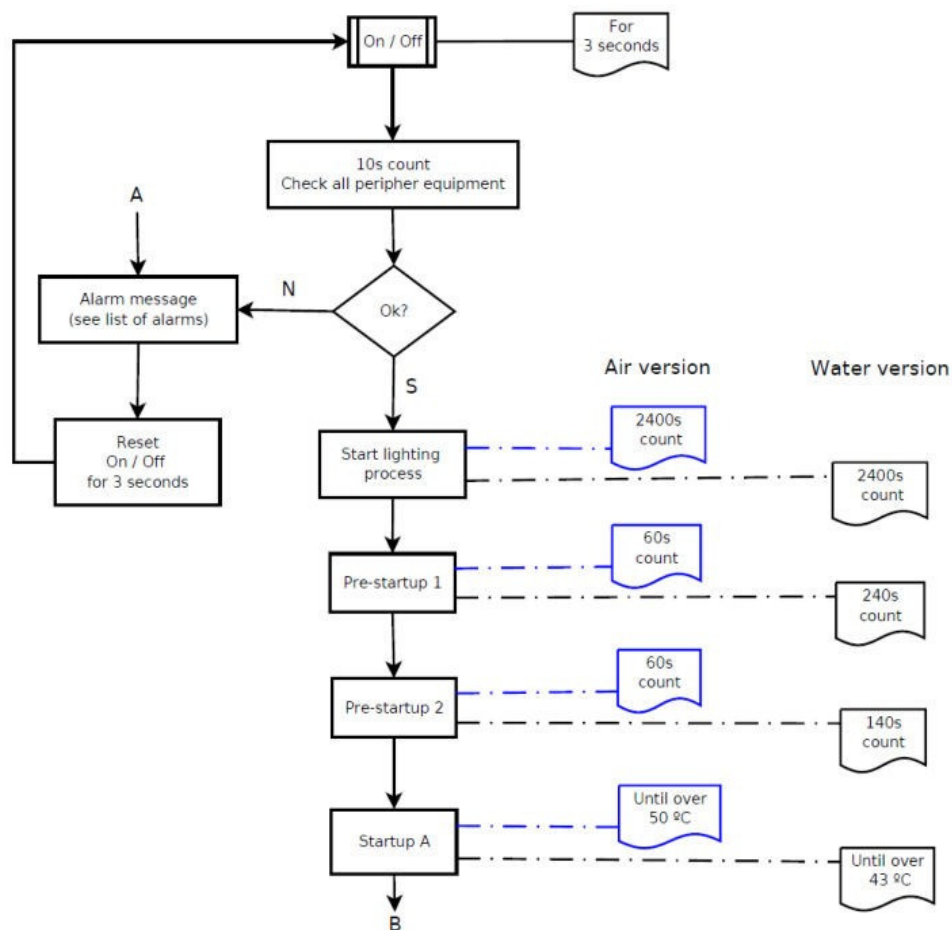 On / Off
For
3 seconds
10s count
Check all peripher equipment
A
N
Alarm message
(see list of alarms)
Ok?
S
Air version
Water version
Reset
On / Off
for 3 seconds
Start lighting
process
2400s
count
2400s
count
Pre-startup 1
60s
count
240s
count
Pre-startup 2
60s
count
140s
count
Startup A
Until over
50 ºC
Until over
43 ºC
B